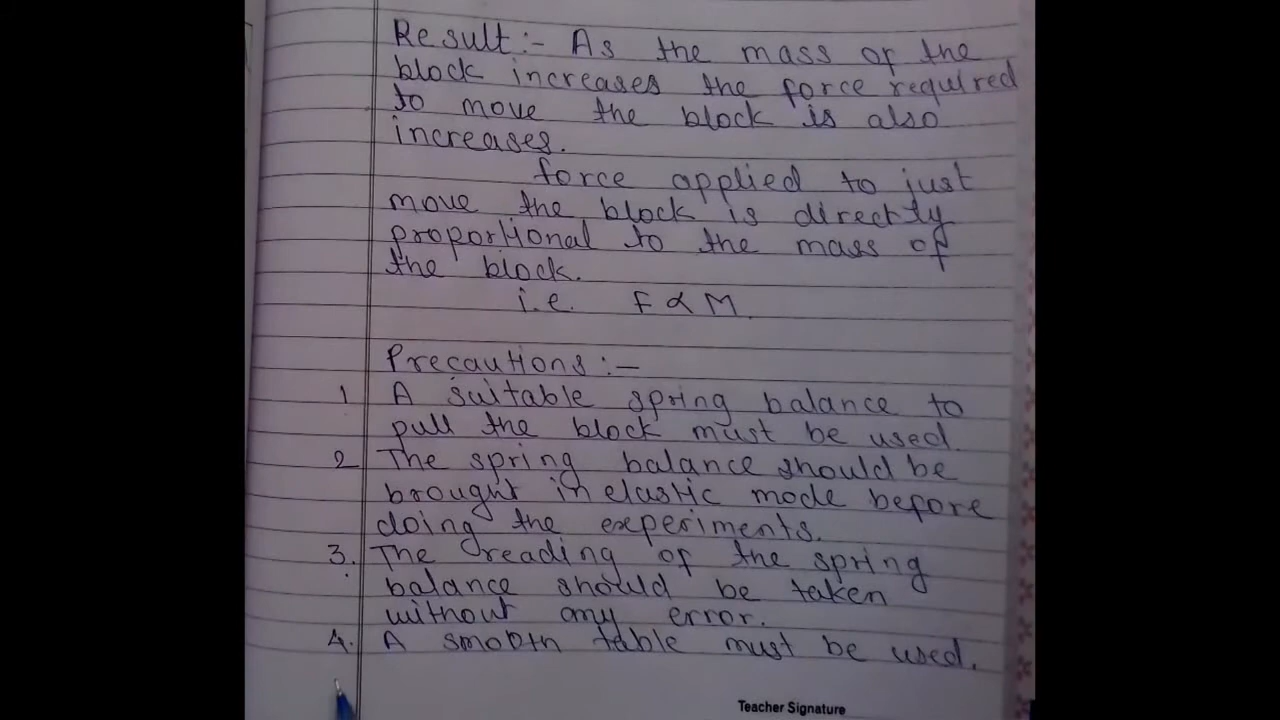 Result:- As the mass of the
block increases the force required
to move the block is also
increases.
force applied to just
move the block is directly
proportional to the mass of
the block.
i.e. F ∝ M.
Precautions:-
1 A suitable spring balance to
pull the block must be used.
2 The spring balance should be
brought in elastic mode before
doing the experiments.
3. The reading of the spring
balance should be taken
without any error.
4. A smooth table must be used.
Teacher Signature